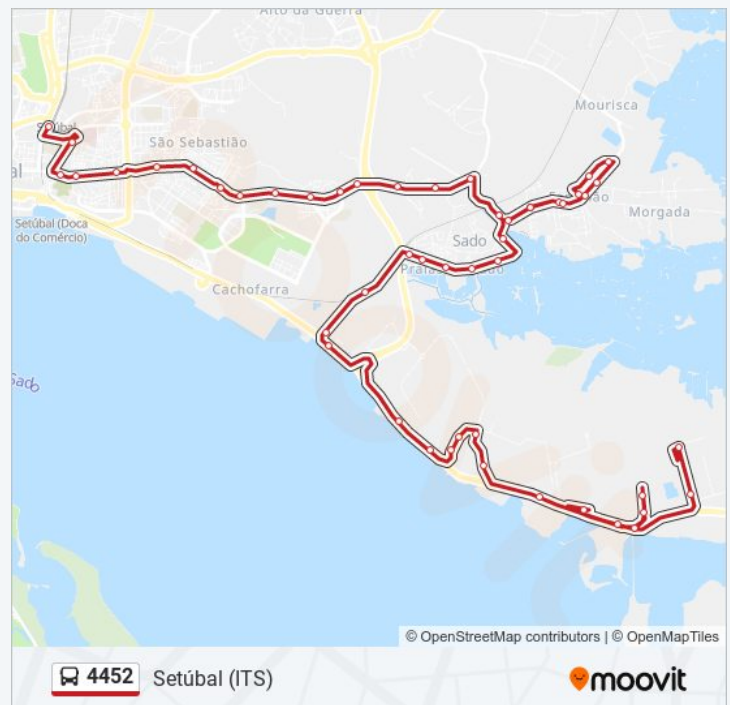 Alto da Guerra
Mourisca
Setúbal
São Sebastião
Morgada
Setúbal (Doca
do Comércio)
Sado
Cachofarra
Sado
© OpenStreetMap contributors | © OpenMapTiles
4452 Setúbal (ITS) moovit